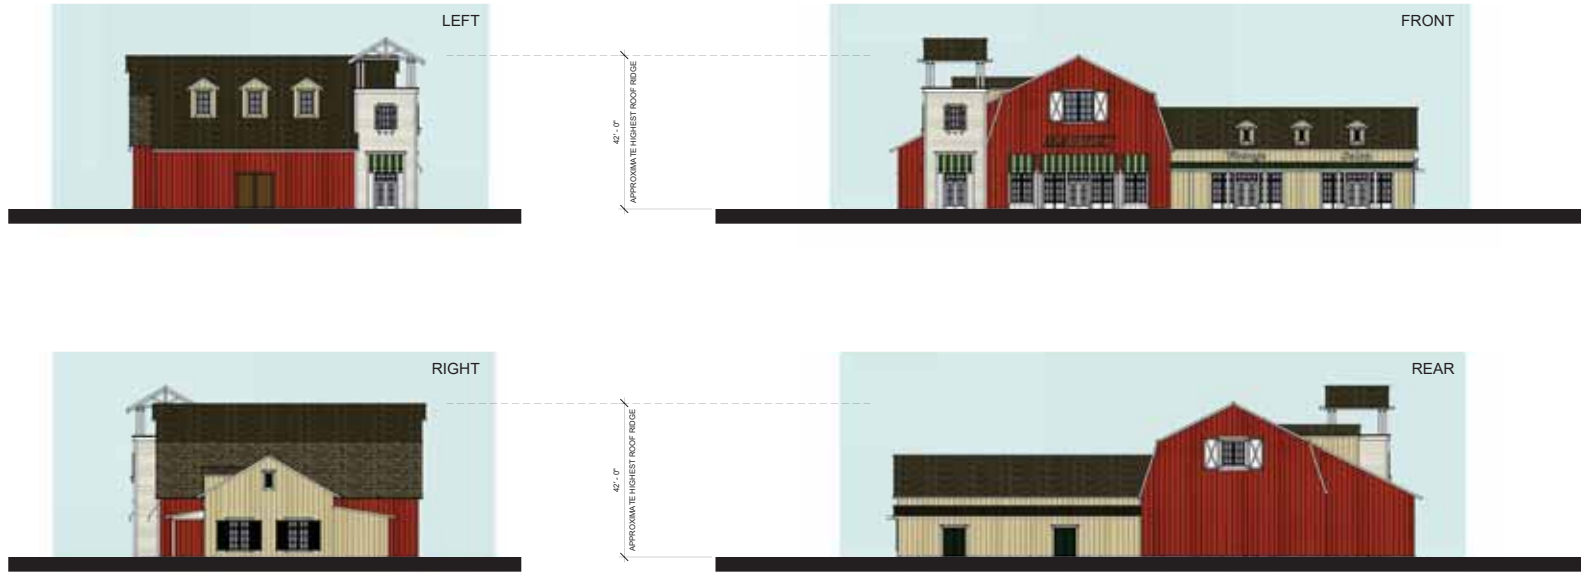 LEFT
FRONT
42' - 0"
APPROXIMATE HIGHEST ROOF RIDGE
RIGHT
REAR
42' - 0"
APPROXIMATE HIGHEST ROOF RIDGE